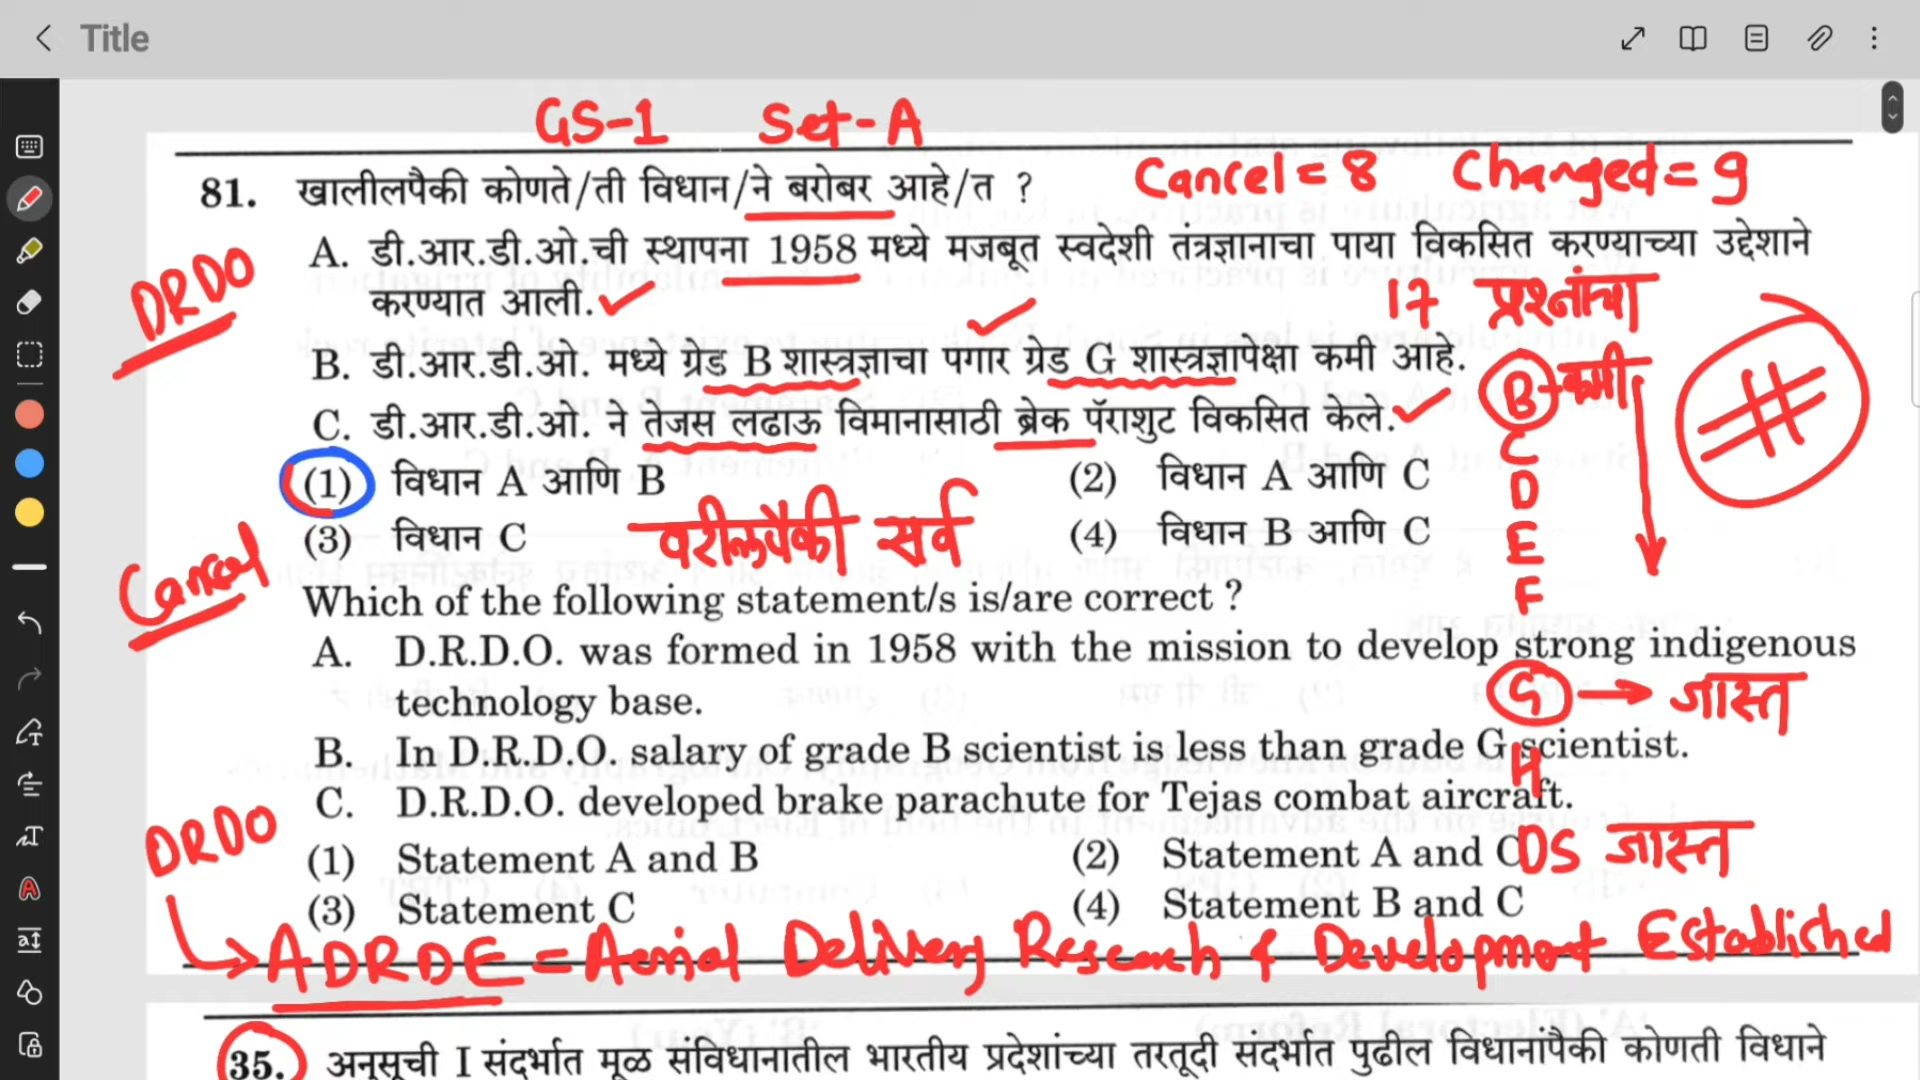 Title
GS-1 Set-A
Cancel = 8 Changed = 9
81. खालीलपैकी कोणते/ती विधान/ने बरोबर आहे/त ?
DRDO
A. डी.आर.डी.ओ.ची स्थापना 1958 मध्ये मजबूत स्वदेशी तंत्रज्ञानाचा पाया विकसित करण्याच्या उद्देशाने
करण्यात आली.
17 प्रश्नांचा
B. डी.आर.डी.ओ. मध्ये ग्रेड B शास्त्रज्ञाचा पगार ग्रेड G शास्त्रज्ञापेक्षा कमी आहे.
B कमी
C. डी.आर.डी.ओ. ने तेजस लढाऊ विमानासाठी ब्रेक पॅराशुट विकसित केले.
C
(1) विधान A आणि B (2) विधान A आणि C
D
(3) विधान C (4) विधान B आणि C
वरीलपैकी सर्व
E
Cancel
F
Which of the following statement/s is/are correct ?
A. D.R.D.O. was formed in 1958 with the mission to develop strong indigenous
technology base.
G → जास्त
B. In D.R.D.O. salary of grade B scientist is less than grade G scientist.
H
C. D.R.D.O. developed brake parachute for Tejas combat aircraft.
DRDO
(1) Statement A and B (2) Statement A and C
DS जास्त
(3) Statement C (4) Statement B and C
ADRDE = Aerial Delivery Research & Development Established
35. अनुसूची I संदर्भात मूळ संविधानातील भारतीय प्रदेशांच्या तरतूदी संदर्भात पुढील विधानांपैकी कोणती विधाने